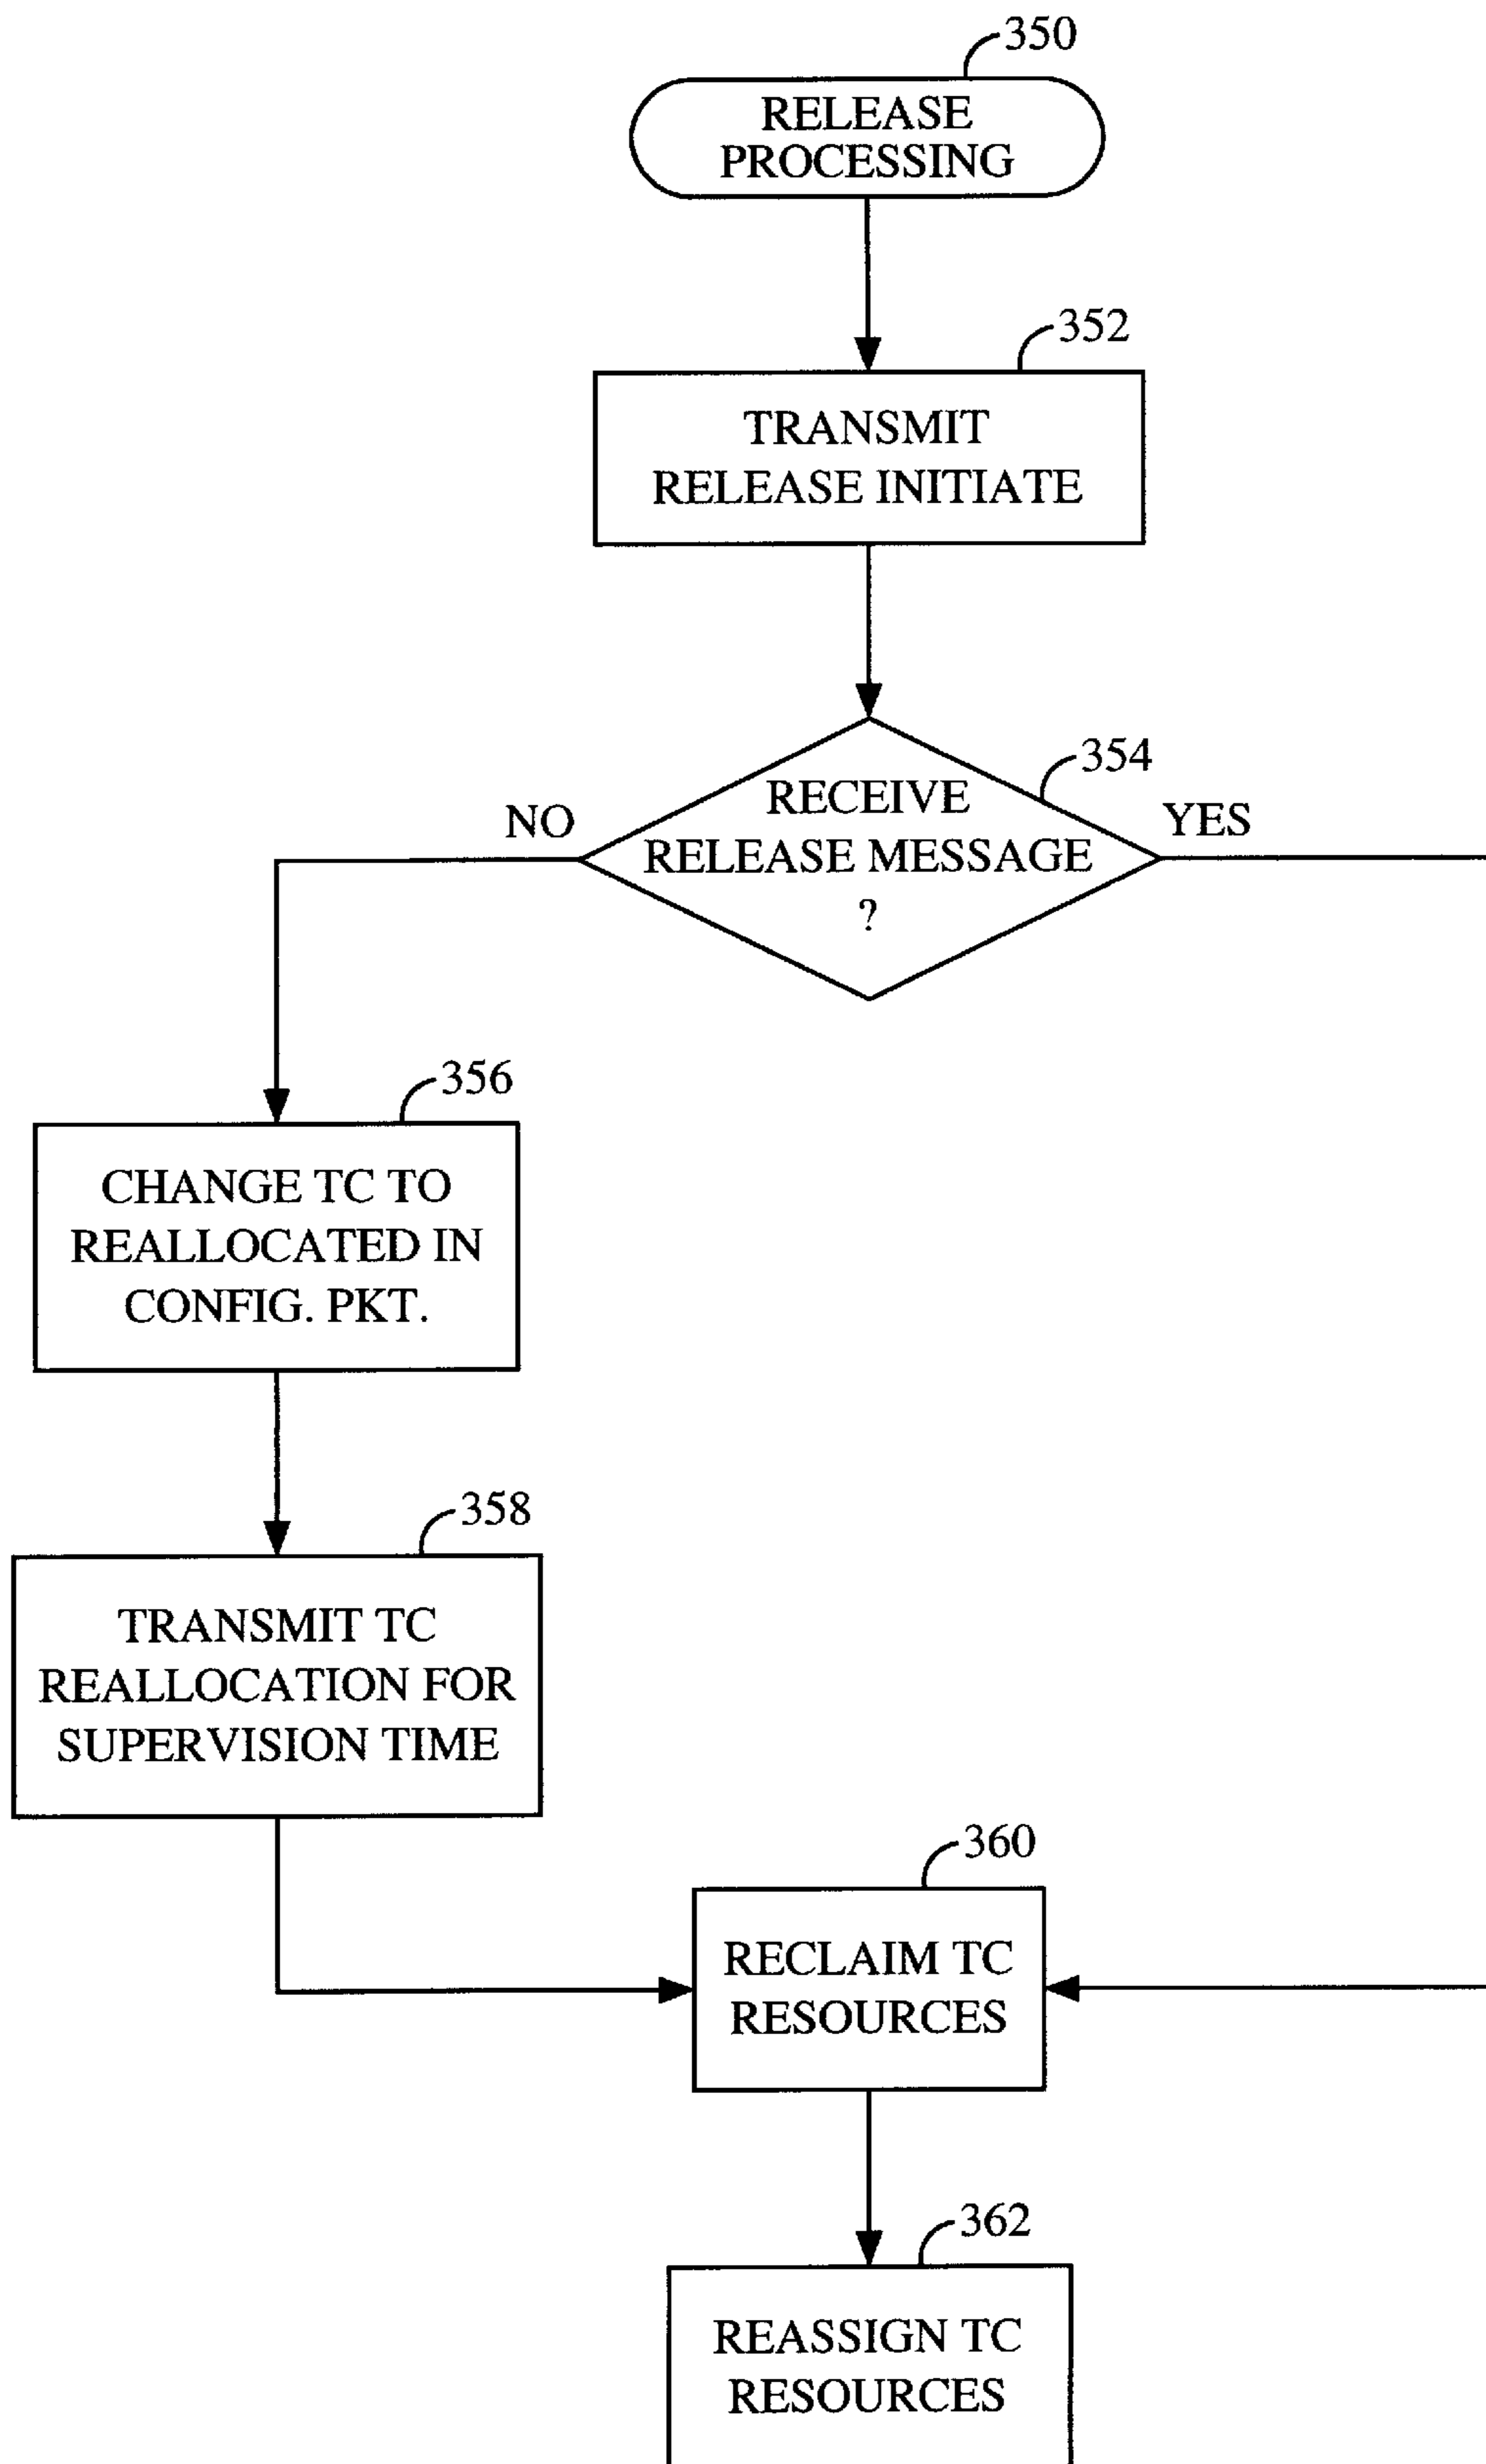 350
RELEASE
PROCESSING
352
TRANSMIT
RELEASE INITIATE
354
RECEIVE
RELEASE MESSAGE
?
NO
YES
356
CHANGE TC TO
REALLOCATED IN
CONFIG. PKT.
358
TRANSMIT TC
REALLOCATION FOR
SUPERVISION TIME
360
RECLAIM TC
RESOURCES
362
REASSIGN TC
RESOURCES